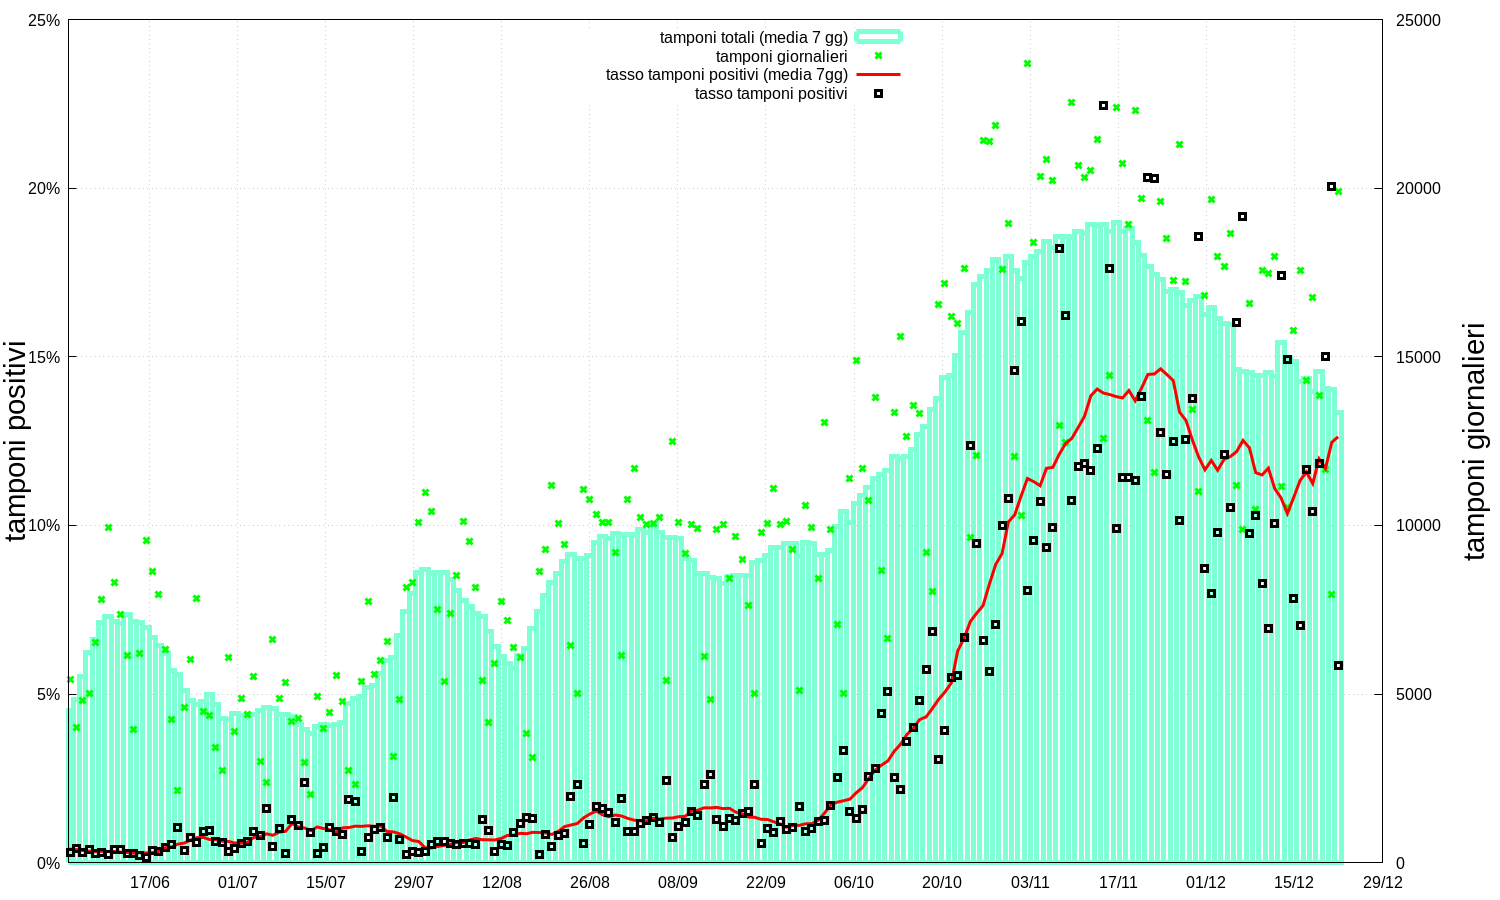 25%
25000
tamponi totali (media 7 gg)
tamponi giornalieri
tasso tamponi positivi (media 7gg)
tasso tamponi positivi
20%
20000
15%
15000
tamponi positivi
tamponi giornalieri
10%
10000
5%
5000
0%
0
17/06 01/07 15/07 29/07 12/08 26/08 08/09 22/09 06/10 20/10 03/11 17/11 01/12 15/12 29/12